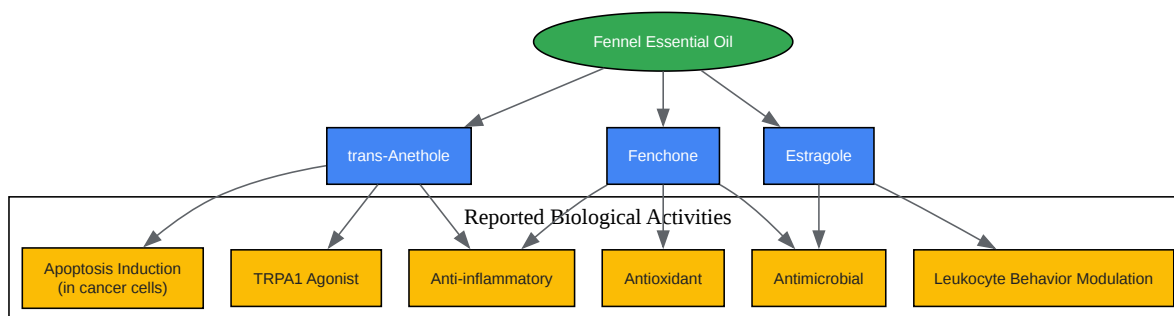 Fennel Essential Oil
trans-Anethole
Fenchone
Estragole
Reported Biological Activities
Apoptosis Induction
(in cancer cells)
TRPA1 Agonist
Anti-inflammatory
Antioxidant
Antimicrobial
Leukocyte Behavior Modulation